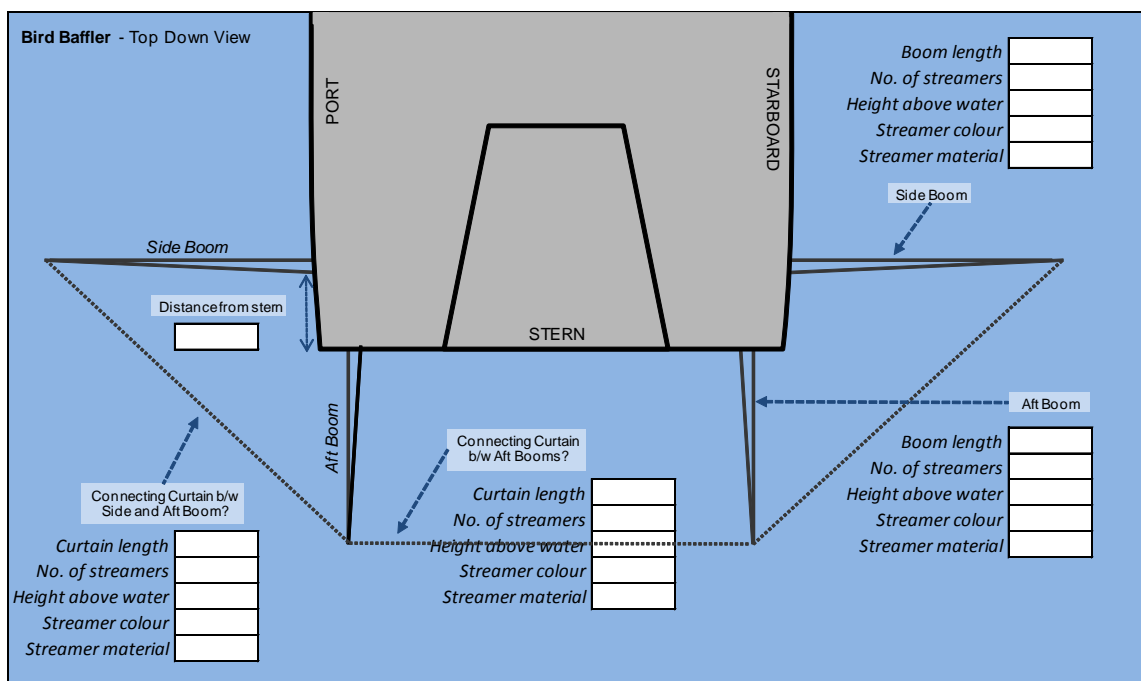 Bird Baffler - Top Down View
PORT
STARBOARD
Boom length
No. of streamers
Height above water
Streamer colour
Streamer material
Side Boom
Side Boom
Distance from stern
STERN
Aft Boom
Aft Boom
Boom length
No. of streamers
Height above water
Streamer colour
Streamer material
Connecting Curtain
b/w Aft Booms?
Curtain length
No. of streamers
Height above water
Streamer colour
Streamer material
Connecting Curtain b/w
Side and Aft Boom?
Curtain length
No. of streamers
Height above water
Streamer colour
Streamer material